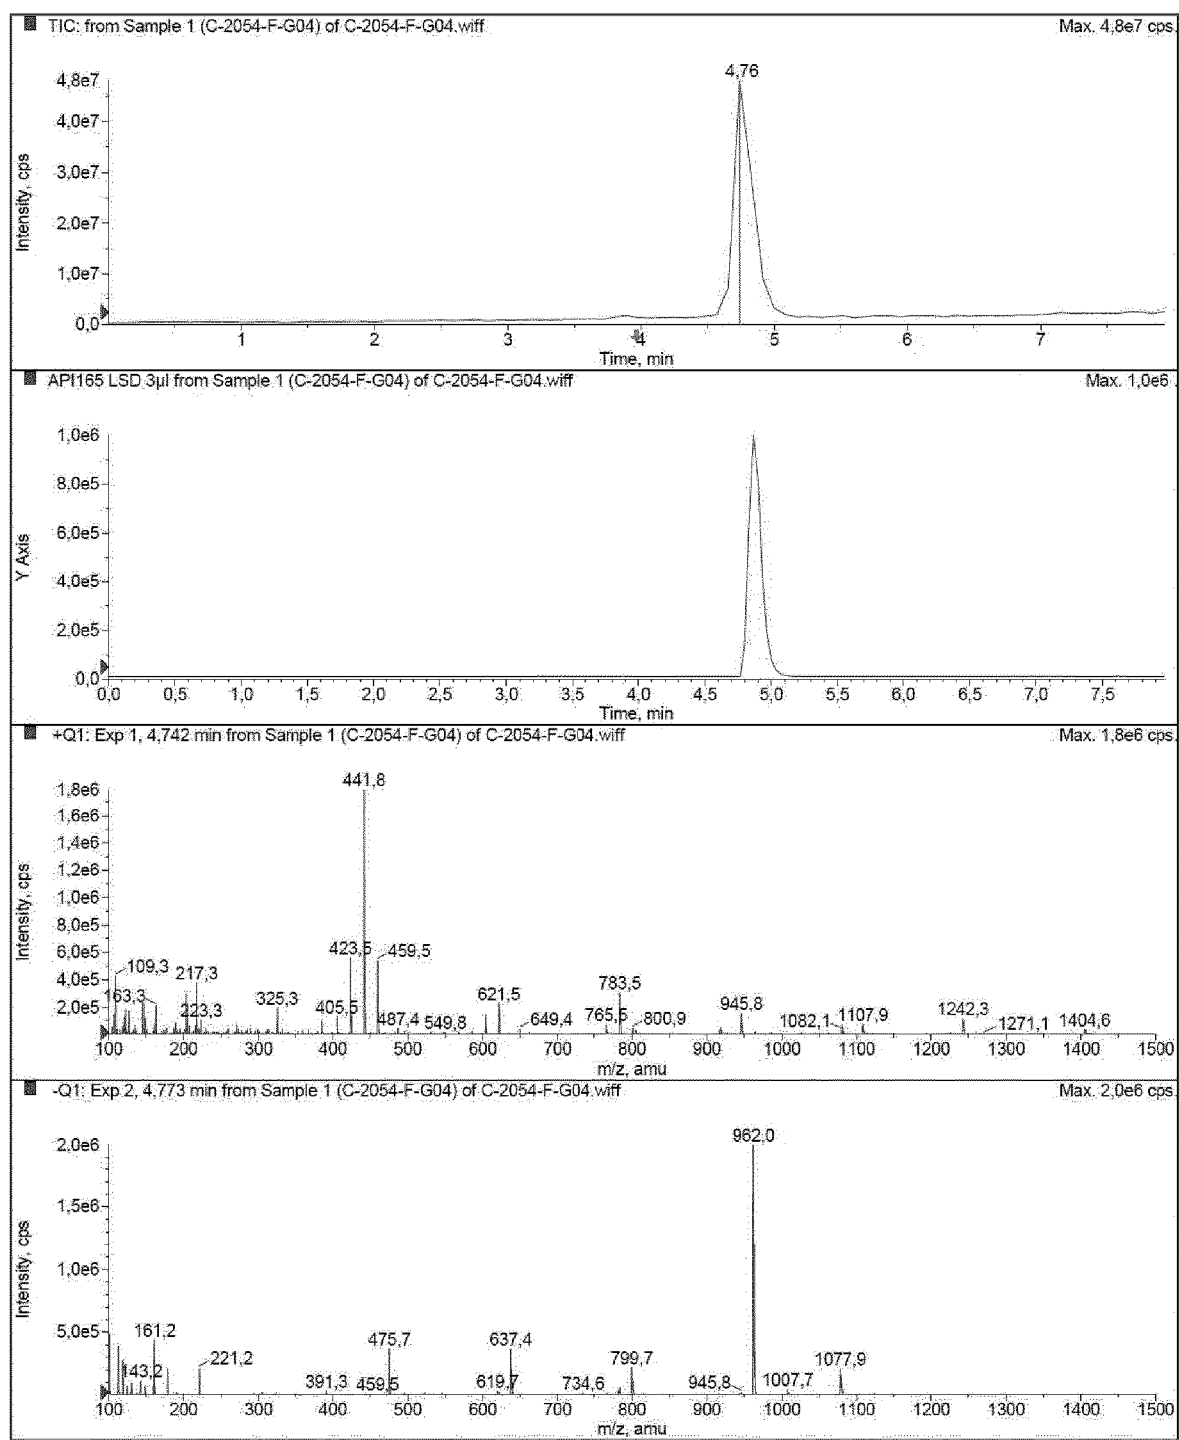 TIC: from Sample 1 (C-2054-F-G04) of C-2054-F-G04.wiff Max. 4,8e7 cps.
4,76
4,8e7
4,0e7
3,0e7
2,0e7
1,0e7
0,0
Intensity, cps
1 2 3 4 5 6 7
Time, min
API165 LSD 3µl from Sample 1 (C-2054-F-G04) of C-2054-F-G04.wiff Max. 1,0e6.
1,0e6
8,0e5
6,0e5
4,0e5
2,0e5
0,0
Y Axis
0,0 0,5 1,0 1,5 2,0 2,5 3,0 3,5 4,0 4,5 5,0 5,5 6,0 6,5 7,0 7,5
Time, min
+Q1: Exp 1, 4,742 min from Sample 1 (C-2054-F-G04) of C-2054-F-G04.wiff Max. 1,8e6 cps.
441,8
1,8e6
1,6e6
1,4e6
1,2e6
1,0e6
8,0e5
6,0e5
4,0e5
2,0e5
Intensity, cps
423,5 459,5
109,3 217,3
163,3 223,3 325,3 405,5 487,4 549,8 621,5 649,4 765,5 783,5 800,9 945,8 1082,1 1107,9 1242,3 1271,1 1404,6
100 200 300 400 500 600 700 800 900 1000 1100 1200 1300 1400 1500
m/z, amu
-Q1: Exp 2, 4,773 min from Sample 1 (C-2054-F-G04) of C-2054-F-G04.wiff Max. 2,0e6 cps.
962,0
2,0e6
1,5e6
1,0e6
5,0e5
Intensity, cps
161,2 475,7 637,4
221,2 799,7 1077,9
143,2 391,3 459,5 619,7 734,6 945,8 1007,7
100 200 300 400 500 600 700 800 900 1000 1100 1200 1300 1400 1500
m/z, amu